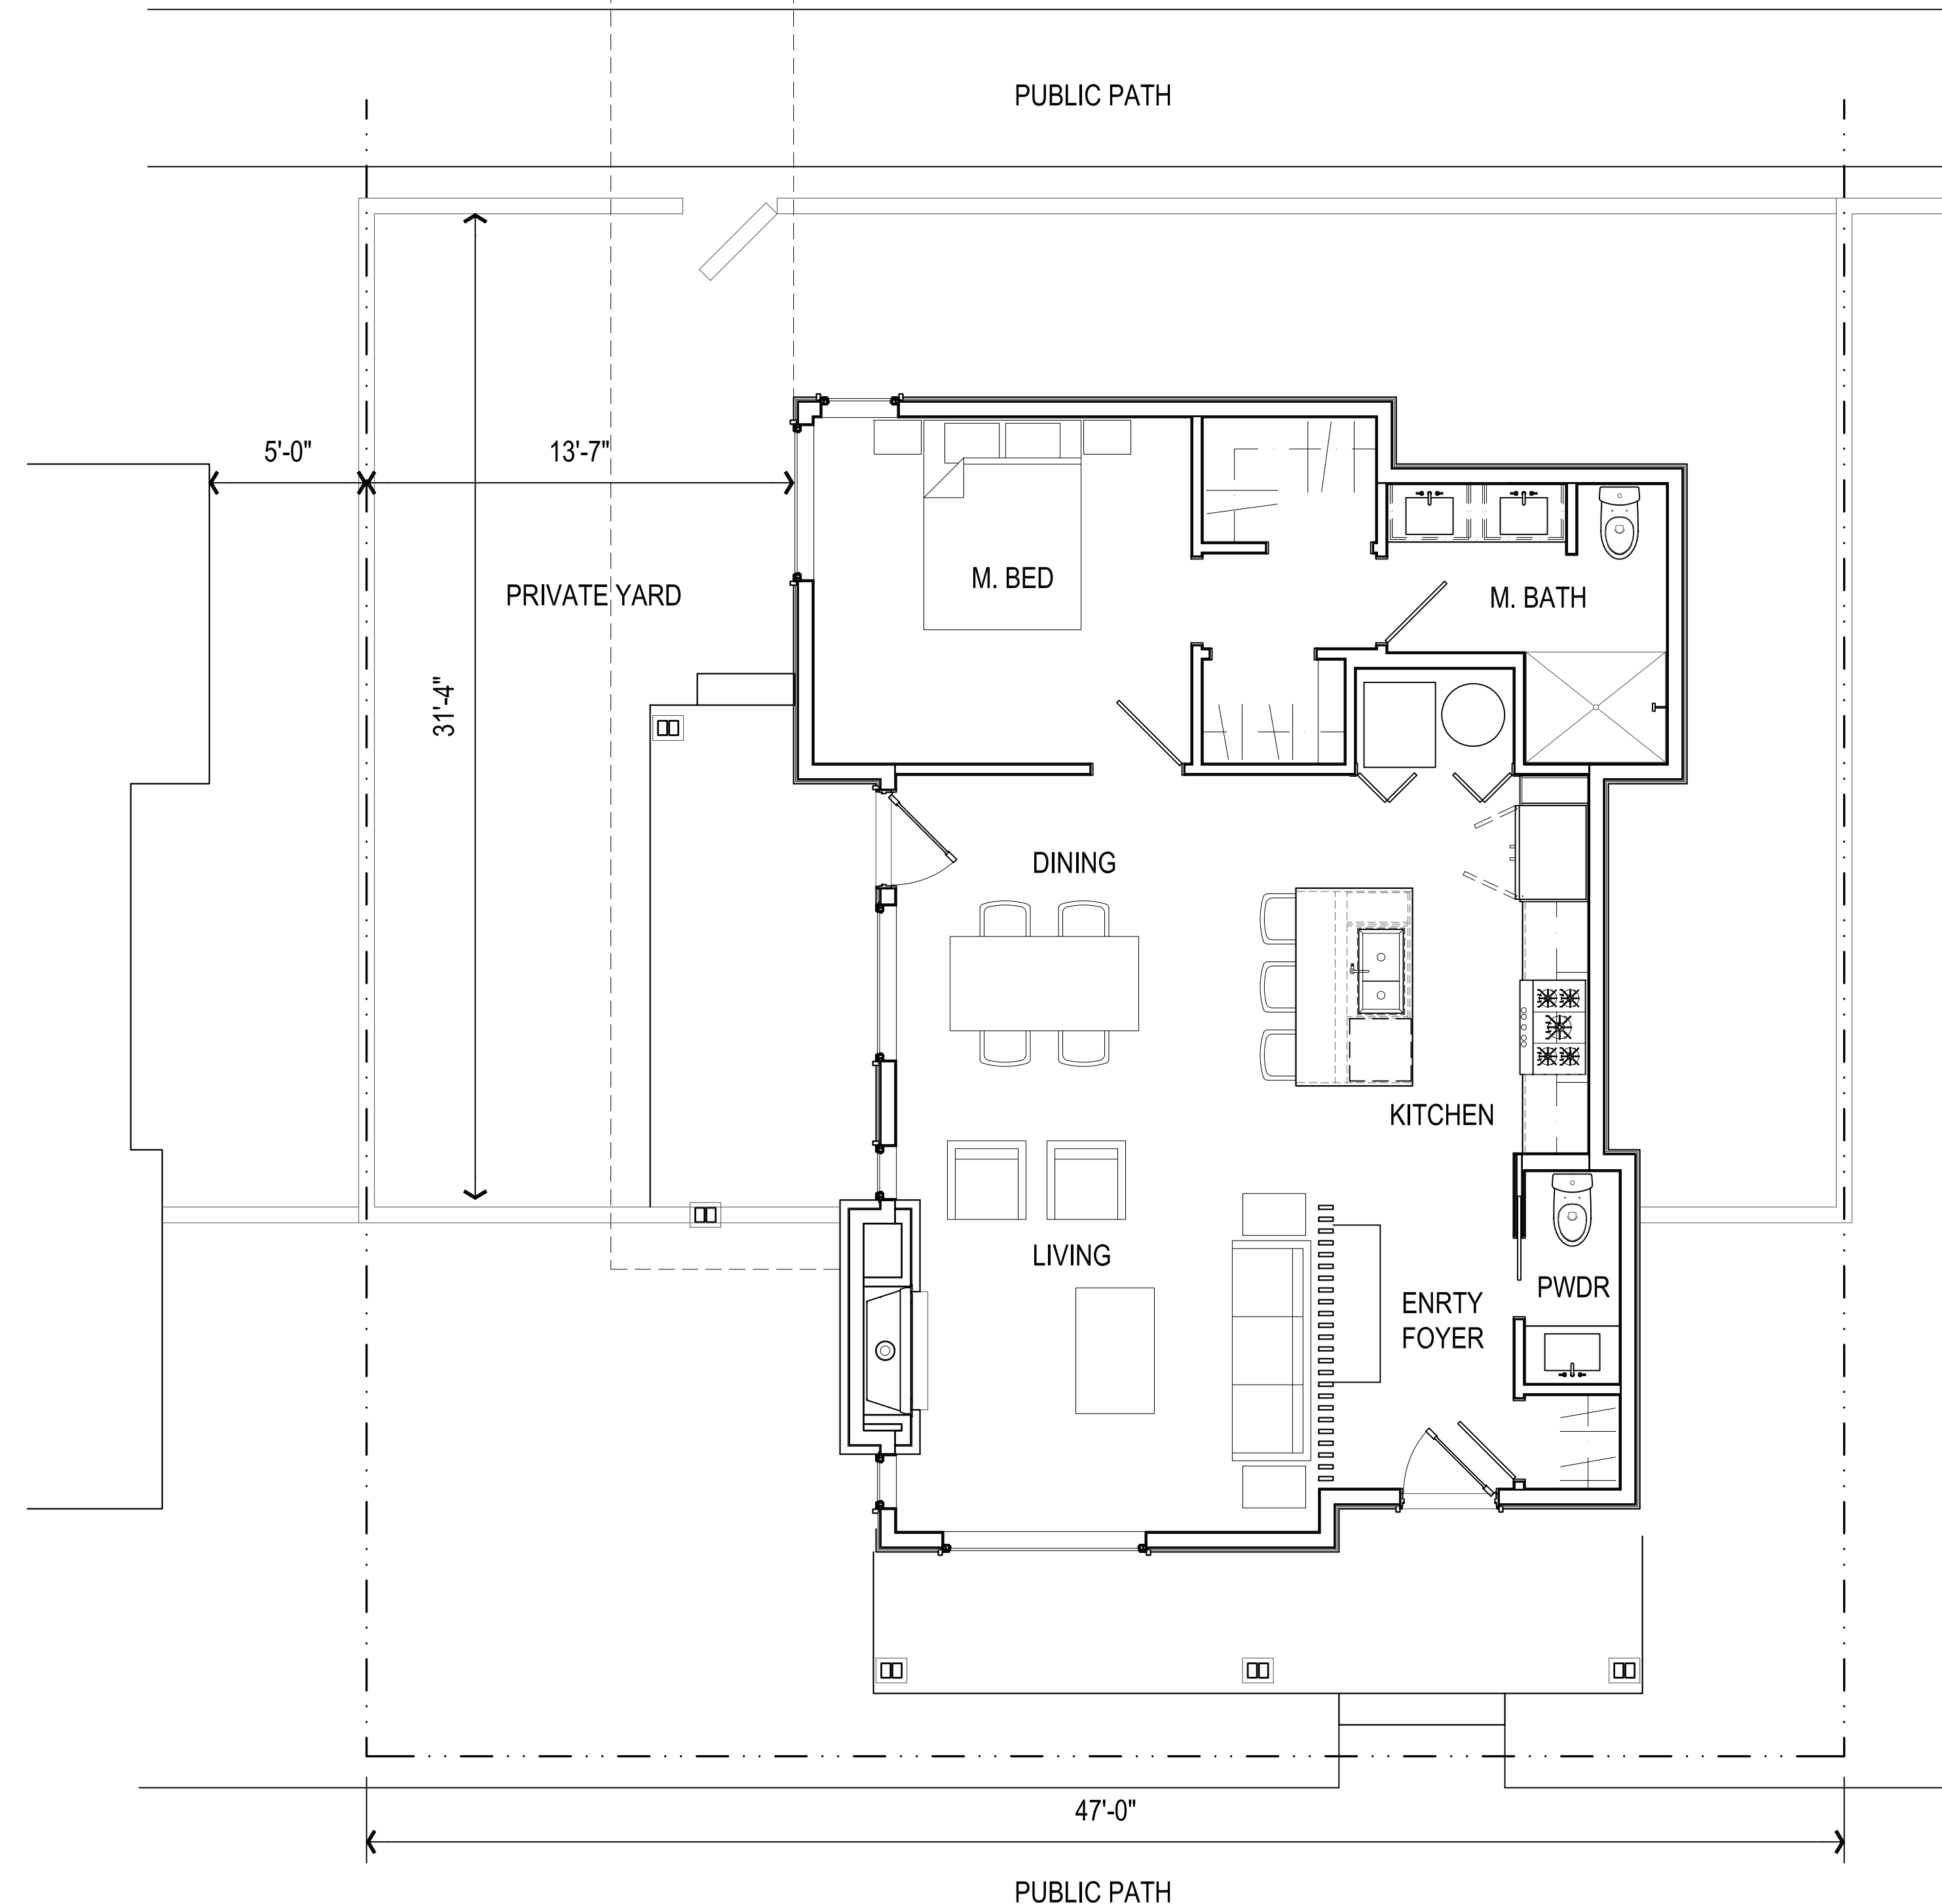 PUBLIC PATH
5'-0"
13'-7"
M. BED
M. BATH
PRIVATE YARD
31'-4"
DINING
KITCHEN
LIVING
PWDR
ENRTY
FOYER
47'-0"
PUBLIC PATH